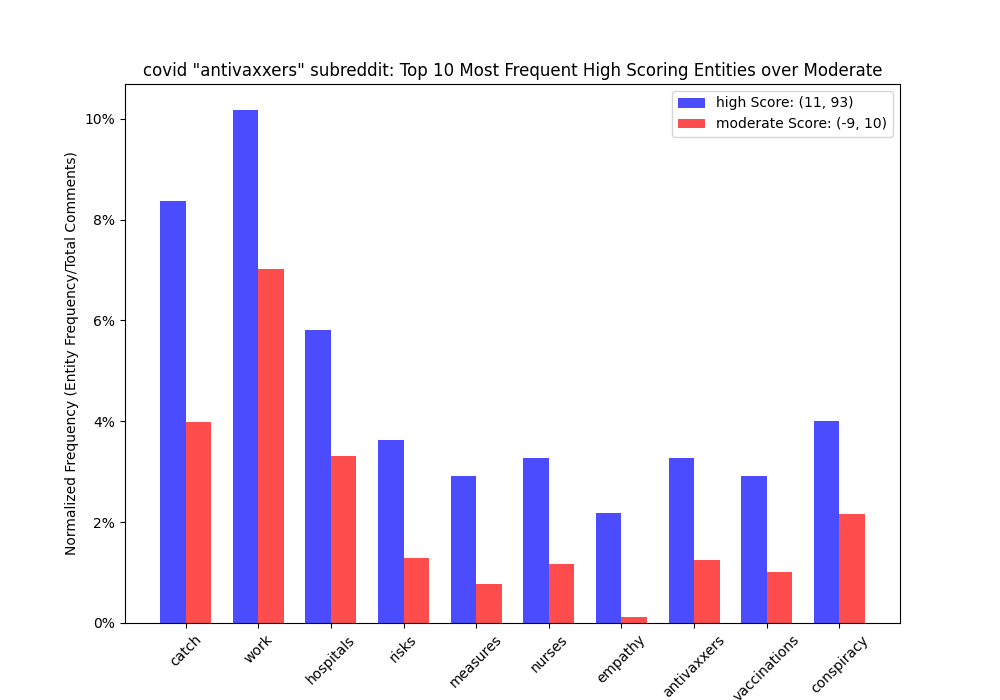 covid "antivaxxers" subreddit: Top 10 Most Frequent High Scoring Entities over Moderate
high Score: (11, 93)
moderate Score: (-9, 10)
Normalized Frequency (Entity Frequency/Total Comments)
10%
8%
6%
4%
2%
0%
catch
work
hospitals
risks
measures
nurses
empathy
antivaxxers
vaccinations
conspiracy